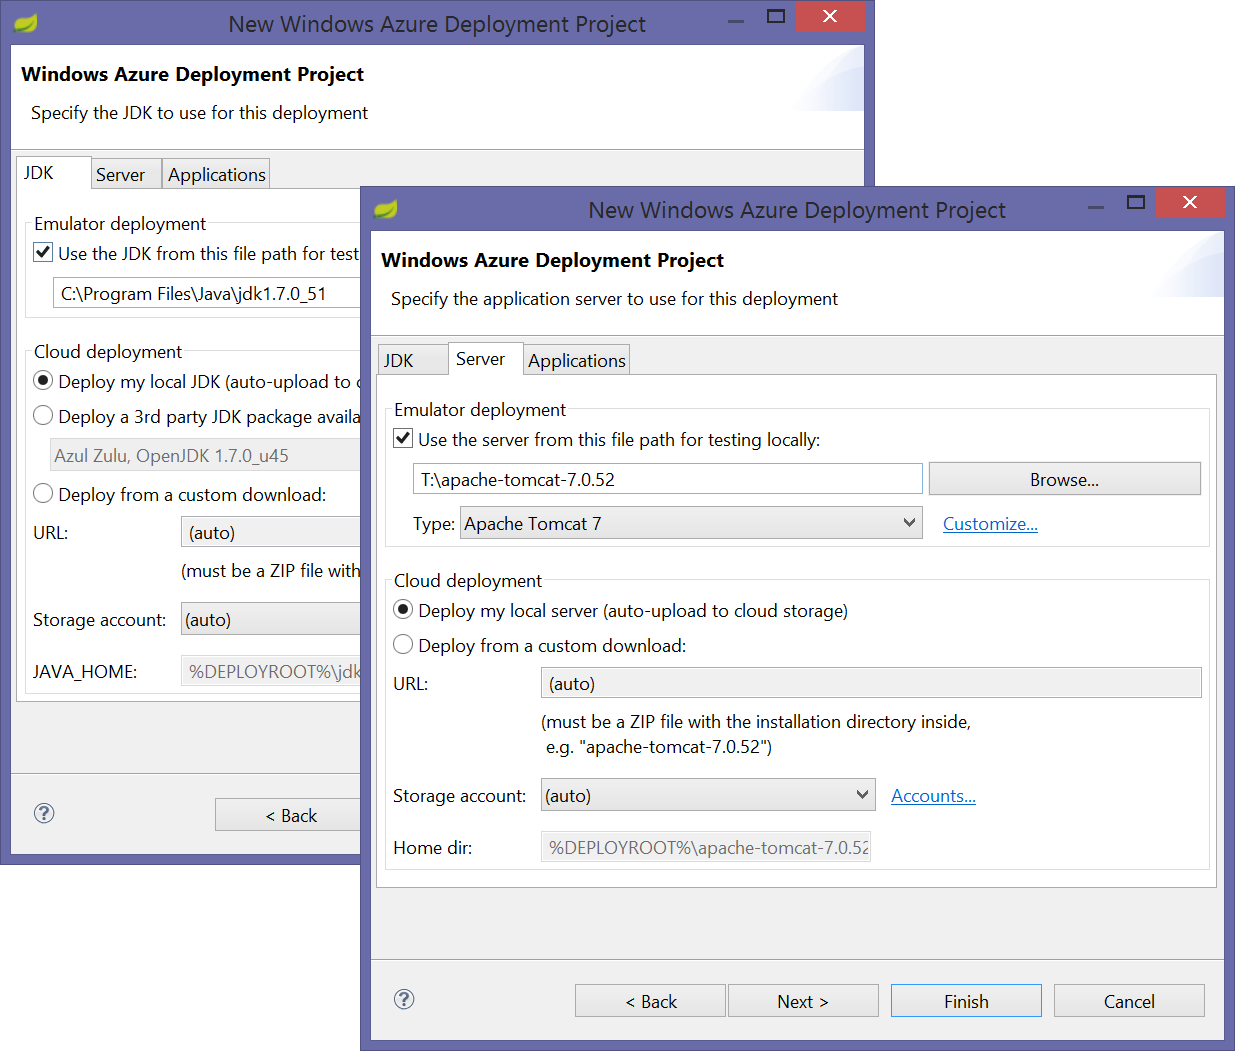 New Windows Azure Deployment Project
Windows Azure Deployment Project
Specify the JDK to use for this deployment
JDK Server Applications
Emulator deployment
Use the JDK from this file path for test
C:\Program Files\Java\jdk1.7.0_51
Cloud deployment
Deploy my local JDK (auto-upload to
Deploy a 3rd party JDK package availa
Azul Zulu, OpenJDK 1.7.0_u45
Deploy from a custom download:
URL: (auto)
(must be a ZIP file with
Storage account: (auto)
JAVA_HOME: %DEPLOYROOT%\jdk
< Back
New Windows Azure Deployment Project
Windows Azure Deployment Project
Specify the application server to use for this deployment
JDK Server Applications
Emulator deployment
Use the server from this file path for testing locally:
T:\apache-tomcat-7.0.52 Browse...
Type: Apache Tomcat 7 Customize...
Cloud deployment
Deploy my local server (auto-upload to cloud storage)
Deploy from a custom download:
URL: (auto)
(must be a ZIP file with the installation directory inside,
e.g. "apache-tomcat-7.0.52")
Storage account: (auto) Accounts...
Home dir: %DEPLOYROOT%\apache-tomcat-7.0.52
< Back Next > Finish Cancel